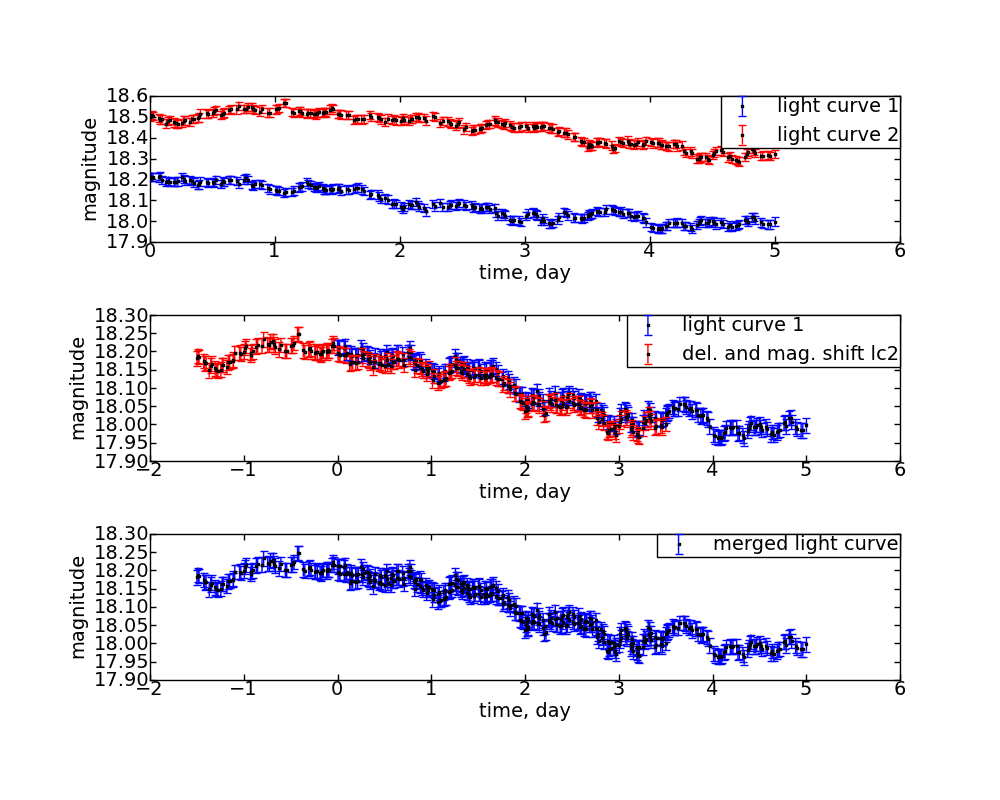 18.6
18.5
18.4
18.3
18.2
18.1
18.0
17.9
magnitude
light curve 1
light curve 2
0 1 2 3 4 5 6
time, day
18.30
18.25
18.20
18.15
18.10
18.05
18.00
17.95
17.90
magnitude
light curve 1
del. and mag. shift lc2
−2 −1 0 1 2 3 4 5 6
time, day
18.30
18.25
18.20
18.15
18.10
18.05
18.00
17.95
17.90
magnitude
merged light curve
−2 −1 0 1 2 3 4 5 6
time, day